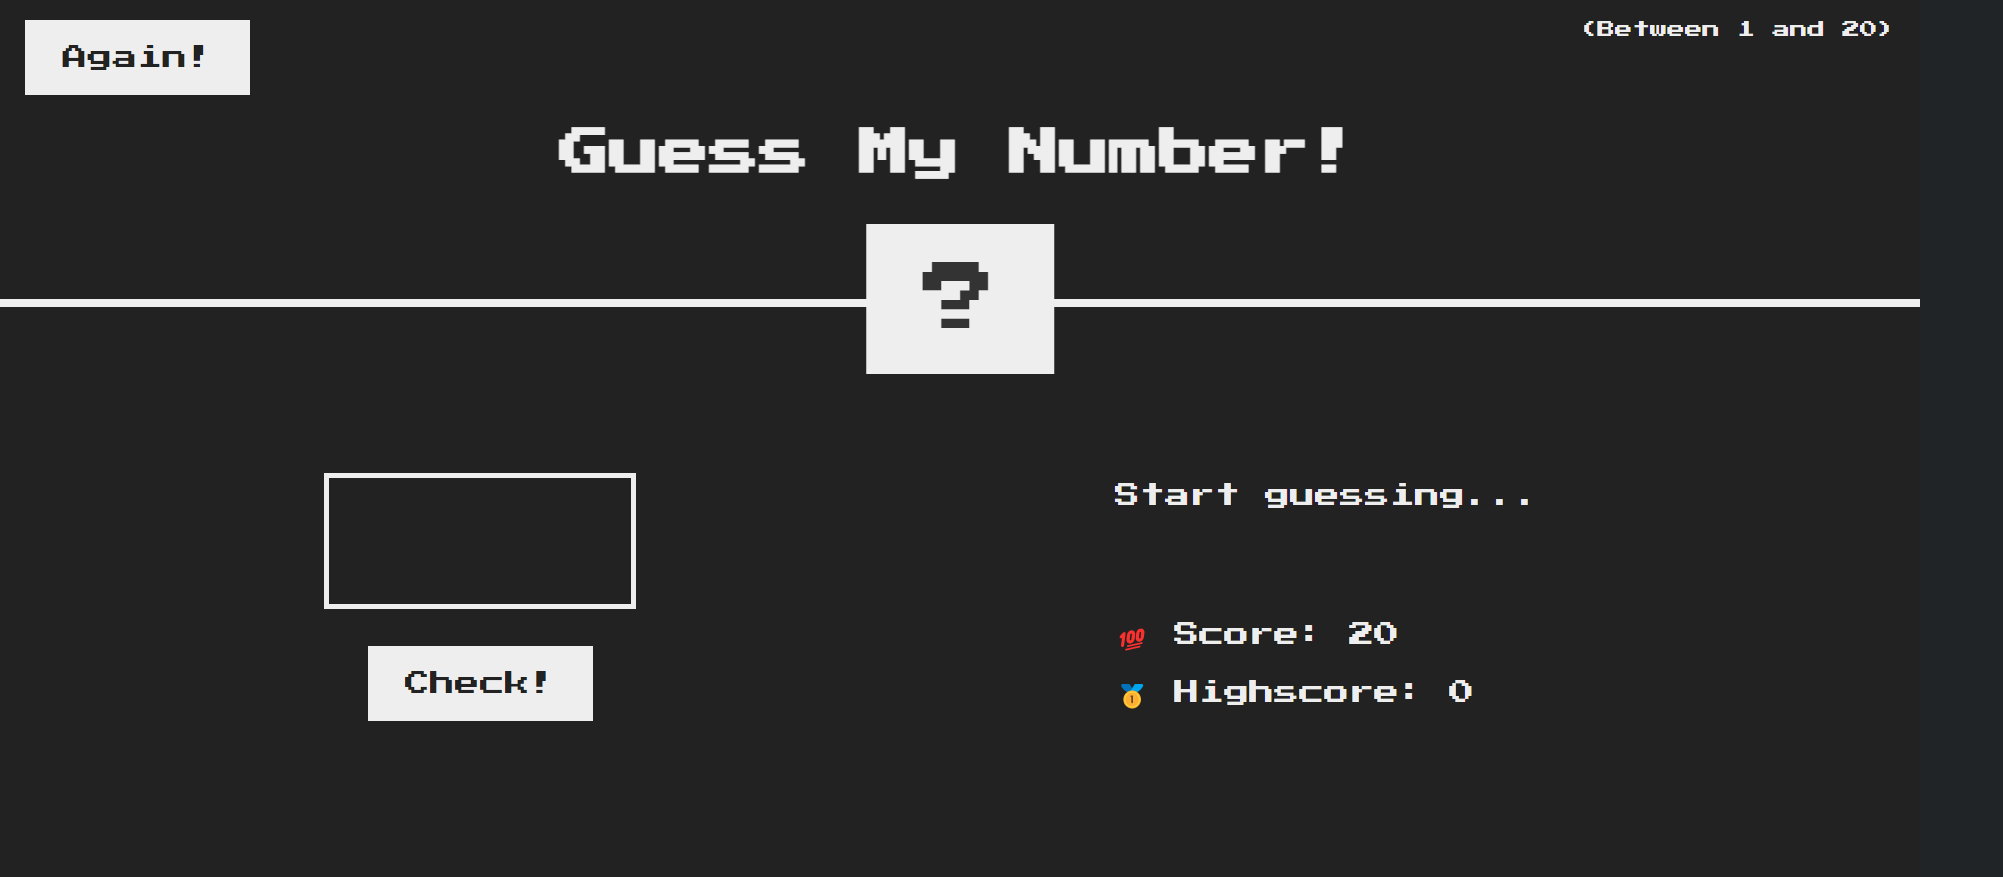 Again!
(Between 1 and 20)
Guess My Number!
?
Start guessing...
Check!
💯 Score: 20
🥇 Highscore: 0